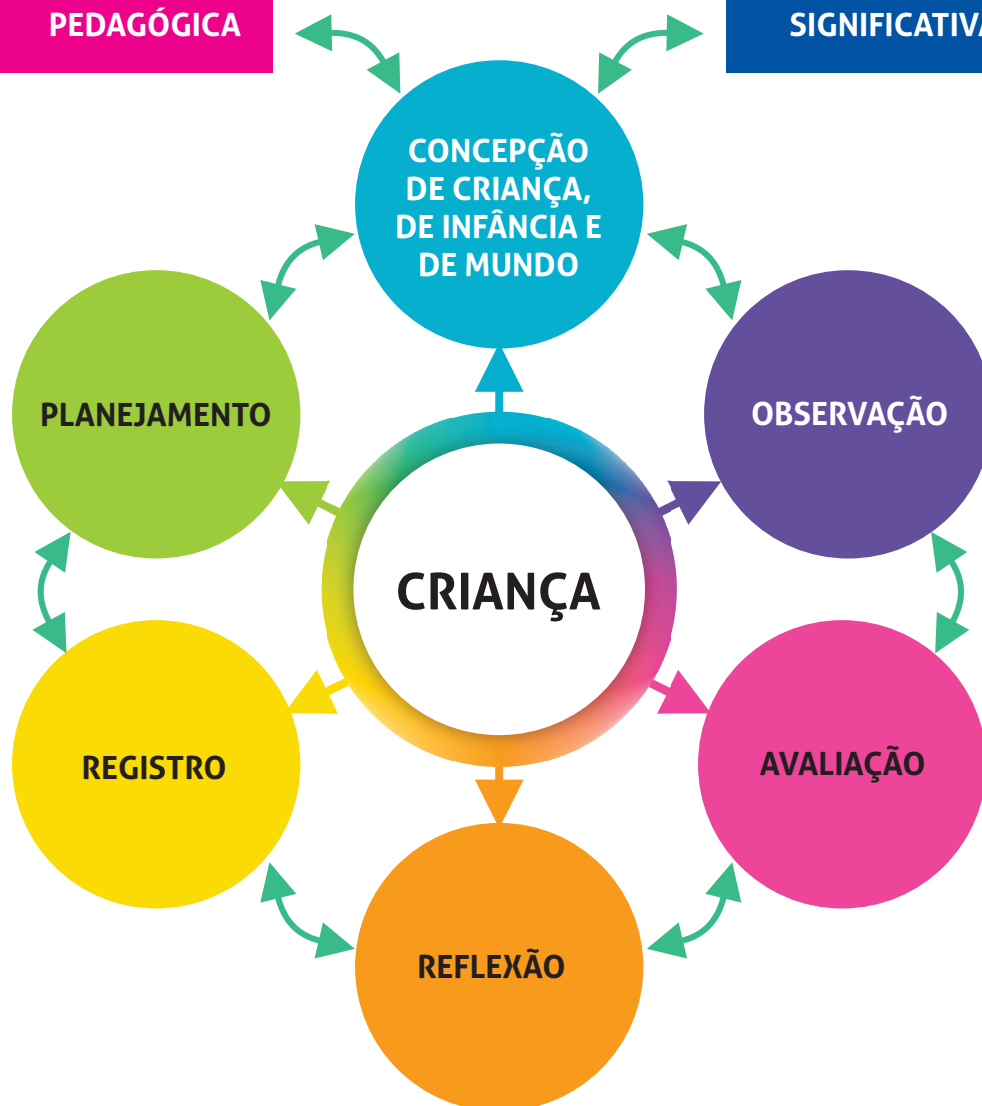 PEDAGÓGICA
SIGNIFICATIVA
CONCEPÇÃO
DE CRIANÇA,
DE INFÂNCIA E
DE MUNDO
PLANEJAMENTO
OBSERVAÇÃO
CRIANÇA
REGISTRO
AVALIAÇÃO
REFLEXÃO